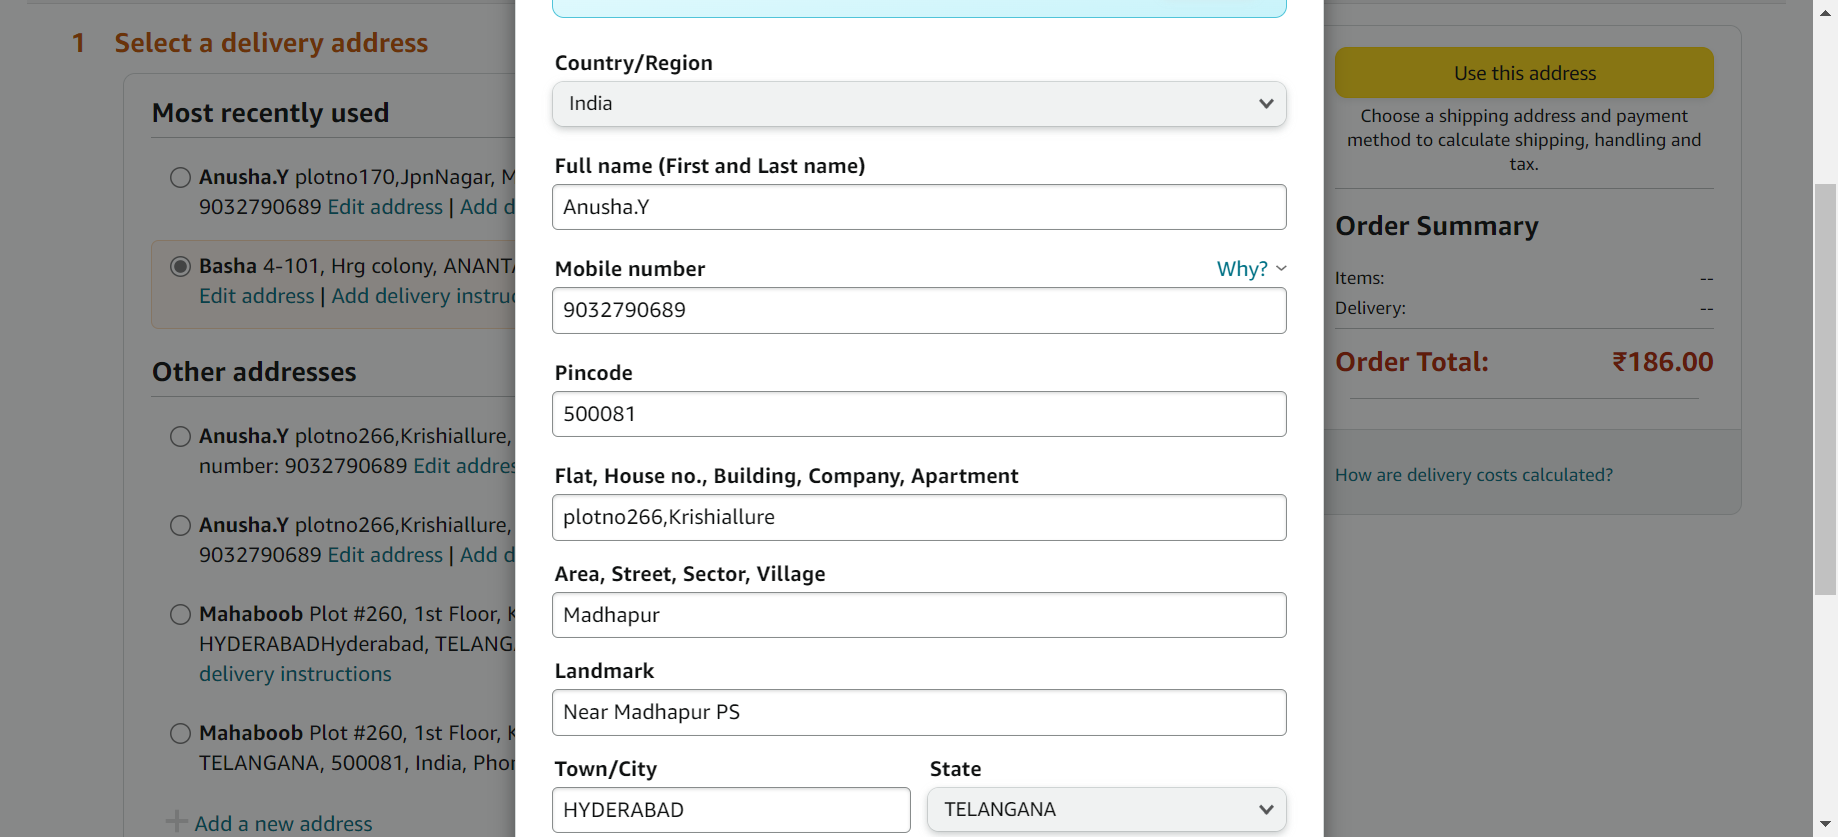 1 Select a delivery address
Most recently used
Anusha.Y plotno170,JpnNagar,
9032790689 Edit address | Add
Basha 4-101, Hrg colony,
Edit address | Add delivery
Other addresses
Anusha.Y plotno266,Krishiallure,
number: 9032790689 Edit
Anusha.Y plotno266,Krishiallure,
9032790689 Edit address | Add
Mahaboob Plot #260, 1st Floor,
HYDERABADHyderabad,
delivery instructions
Mahaboob Plot #260, 1st Floor,
TELANGANA, 500081, India,
Add a new address
Country/Region
India
Full name (First and Last name)
Anusha.Y
Mobile number Why?
9032790689
Pincode
500081
Flat, House no., Building, Company, Apartment
plotno266,Krishiallure
Area, Street, Sector, Village
Madhapur
Landmark
Near Madhapur PS
Town/City State
HYDERABAD TELANGANA
Use this address
Choose a shipping address and payment
method to calculate shipping, handling and
tax.
Order Summary
Items: --
Delivery: --
Order Total: ₹186.00
How are delivery costs calculated?